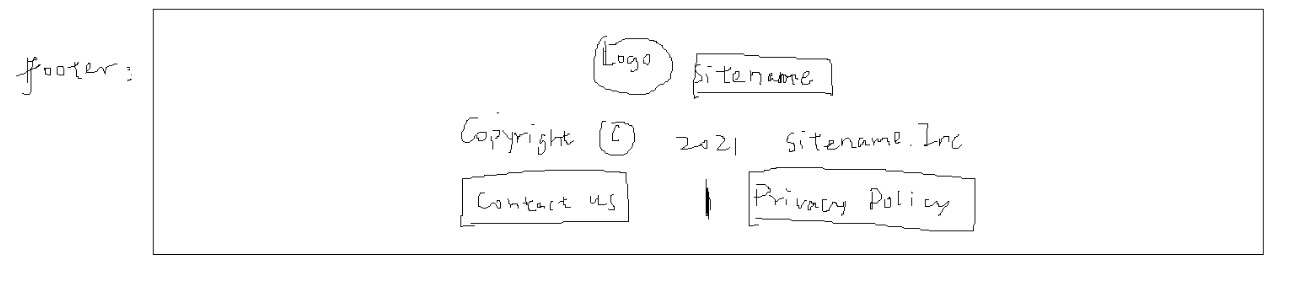 footer:
Logo sitename
Copyright © 2021 sitename.Inc
Contact us | Privacy Policy